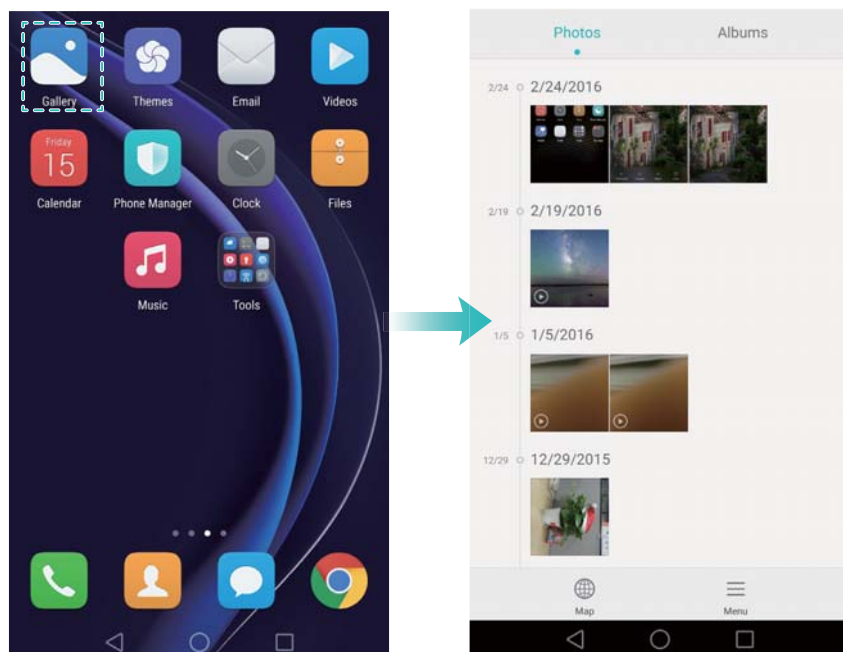 Gallery Themes Email Videos
Friday
15
Calendar Phone Manager Clock Files
Music Tools
Photos Albums
2/24 2/24/2016
2/19 2/19/2016
1/5 1/5/2016
12/29 12/29/2015
Map Menu